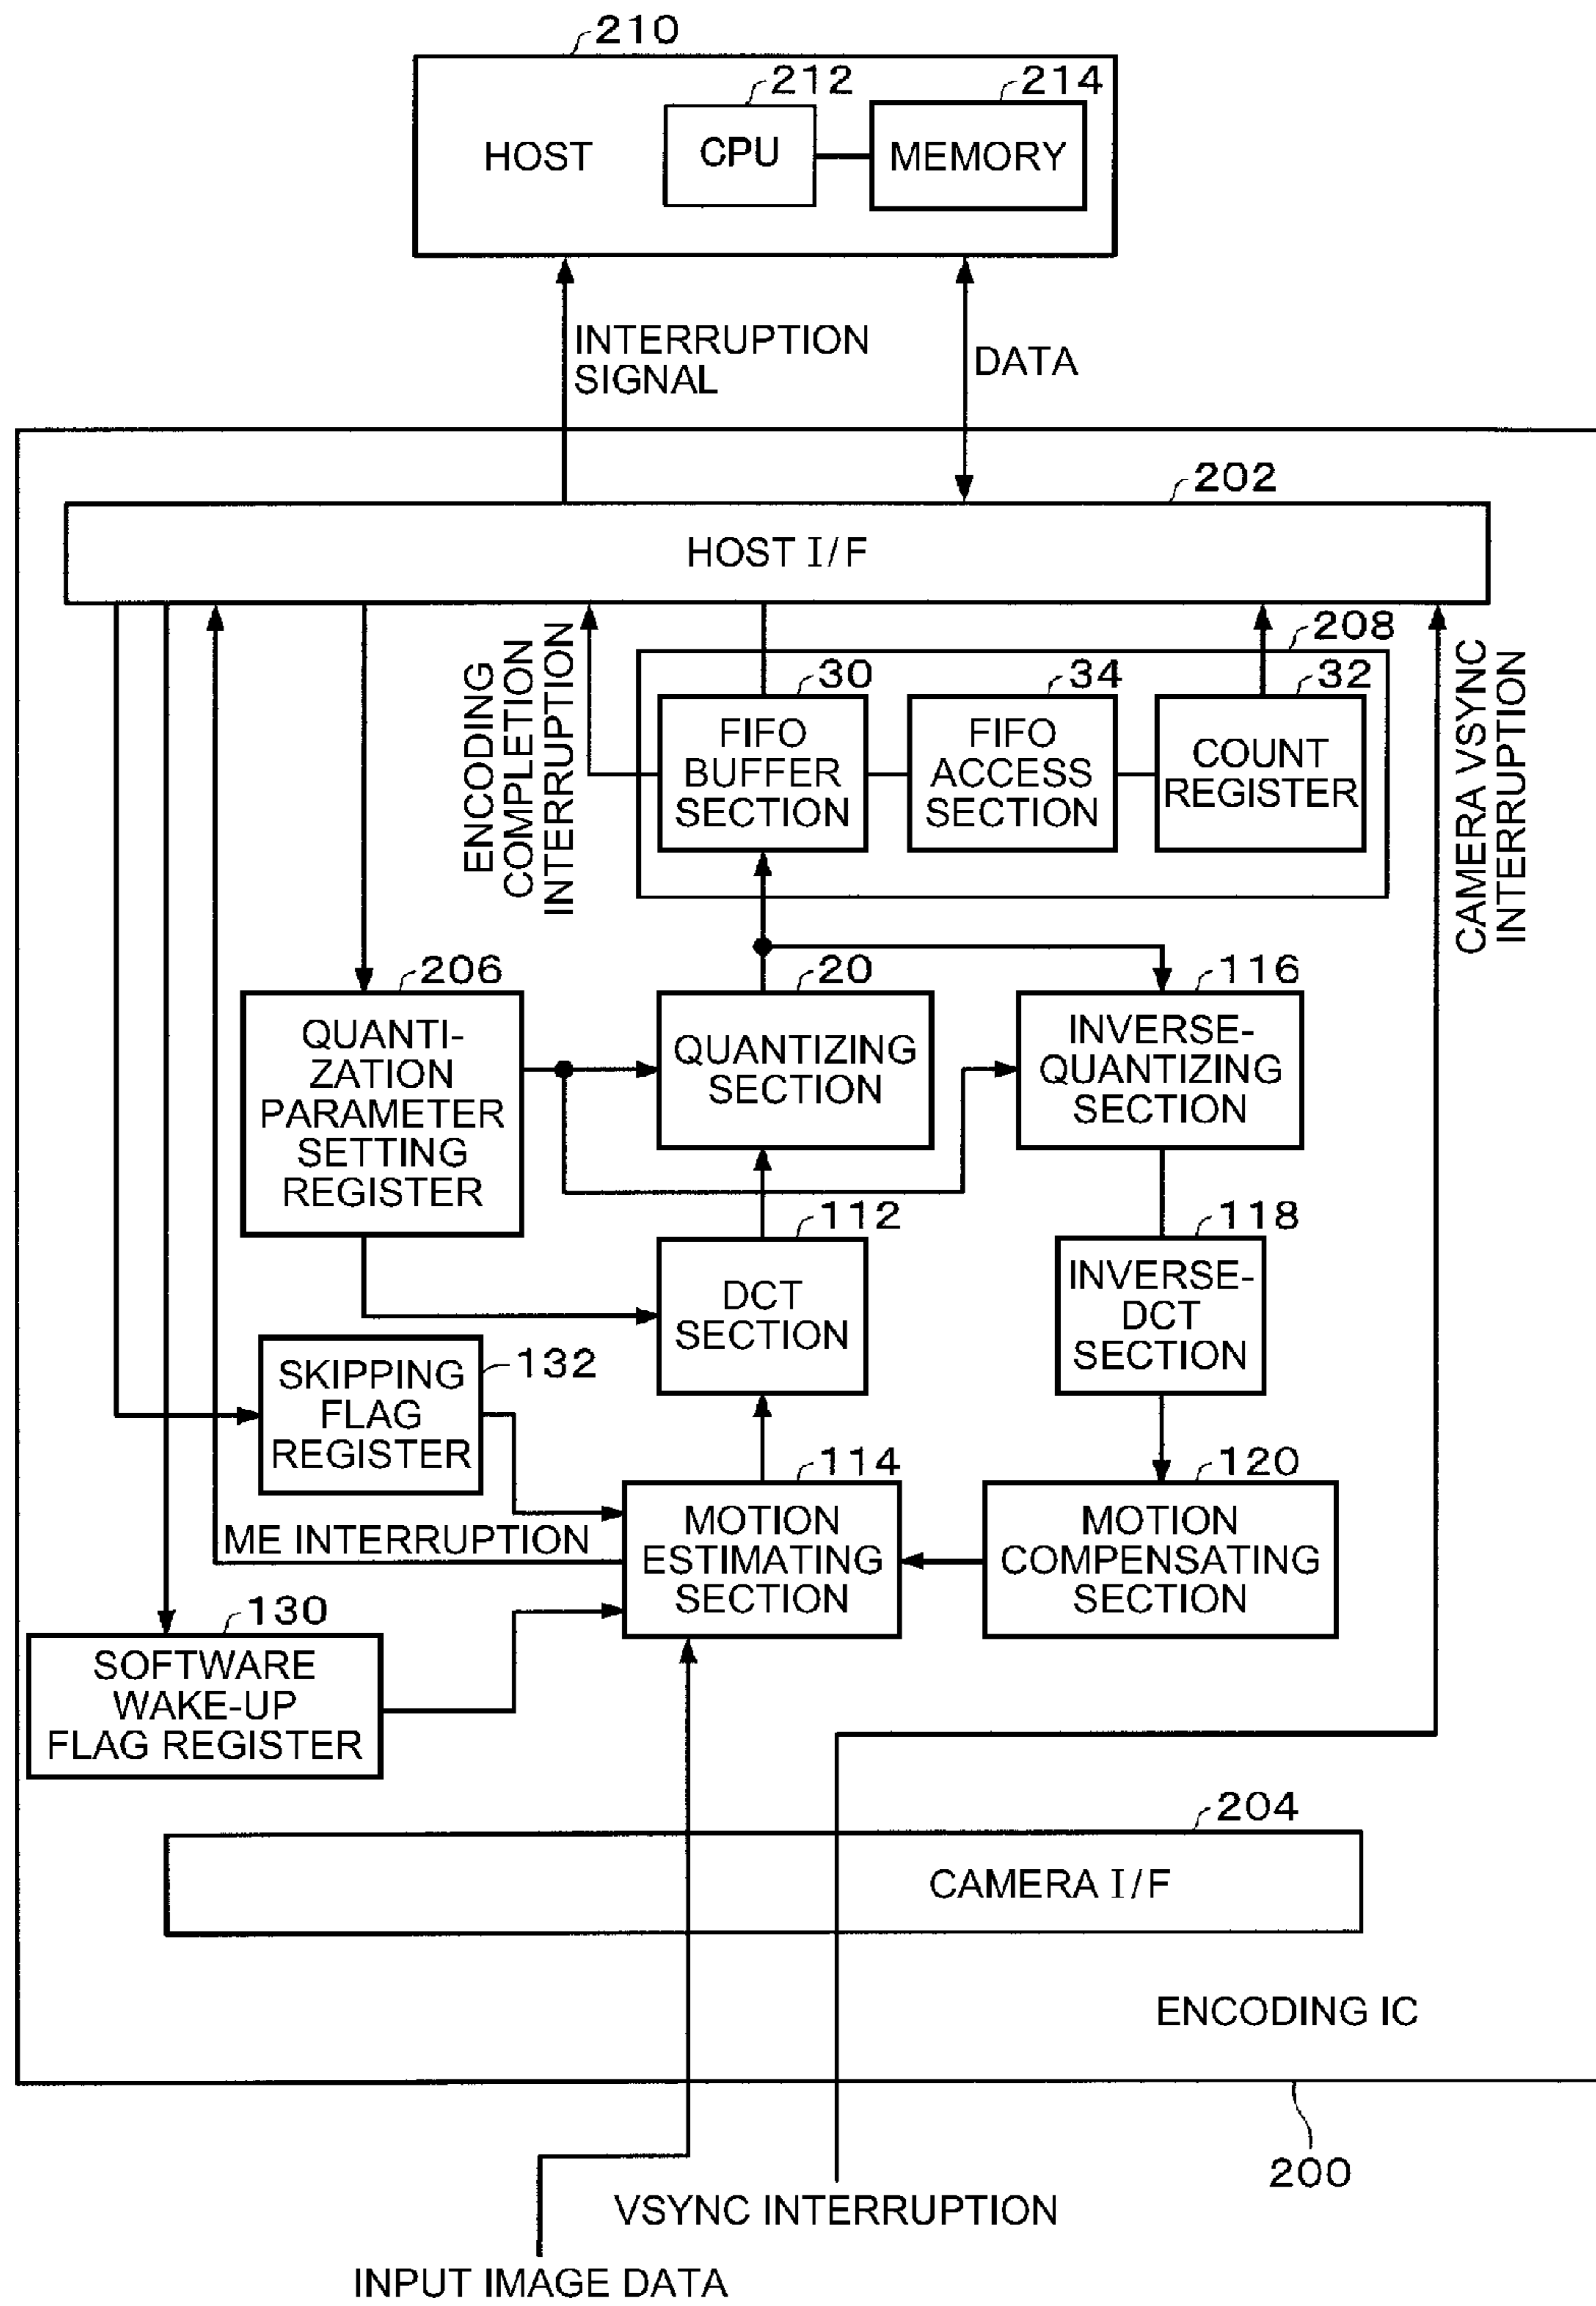 210
212
214
HOST
CPU
MEMORY
INTERRUPTION
SIGNAL
DATA
202
HOST I/F
208
ENCODING
COMPLETION
INTERRUPTION
30
34
32
FIFO
BUFFER
SECTION
FIFO
ACCESS
SECTION
COUNT
REGISTER
CAMERA VSYNC
INTERRUPTION
206
20
116
QUANTI-
ZATION
PARAMETER
SETTING
REGISTER
QUANTIZING
SECTION
INVERSE-
QUANTIZING
SECTION
112
118
DCT
SECTION
INVERSE-
DCT
SECTION
132
SKIPPING
FLAG
REGISTER
114
120
ME INTERRUPTION
MOTION
ESTIMATING
SECTION
MOTION
COMPENSATING
SECTION
130
SOFTWARE
WAKE-UP
FLAG REGISTER
204
CAMERA I/F
ENCODING IC
200
VSYNC INTERRUPTION
INPUT IMAGE DATA